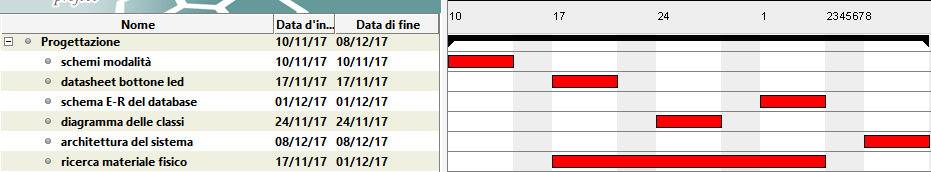 project
Nome Data d'in... Data di fine 10 17 24 1 2345678
Progettazione 10/11/17 08/12/17
schemi modalità 10/11/17 10/11/17
datasheet bottone led 17/11/17 17/11/17
schema E-R del database 01/12/17 01/12/17
diagramma delle classi 24/11/17 24/11/17
architettura del sistema 08/12/17 08/12/17
ricerca materiale fisico 17/11/17 01/12/17